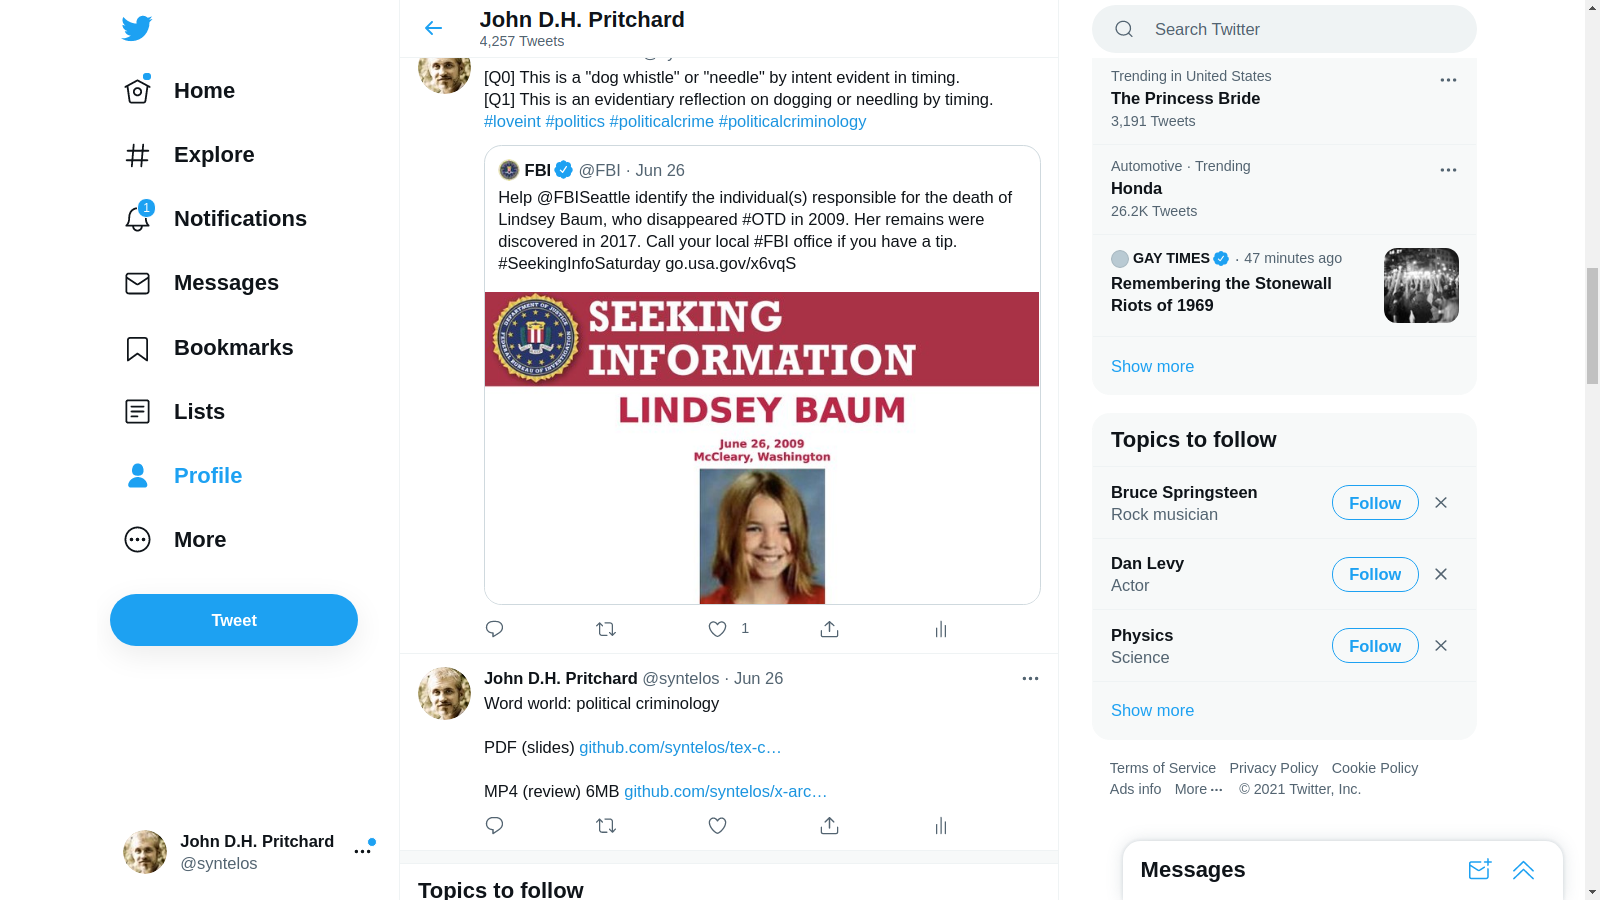 Home
Explore
1
Notifications
Messages
Bookmarks
Lists
Profile
More
Tweet
John D.H. Pritchard
@syntelos
John D.H. Pritchard
4,257 Tweets
[Q0] This is a "dog whistle" or "needle" by intent evident in timing.
[Q1] This is an evidentiary reflection on dogging or needling by timing.
#loveint #politics #politicalcrime #politicalcriminology
FBI @FBI · Jun 26
Help @FBISeattle identify the individual(s) responsible for the death of
Lindsey Baum, who disappeared #OTD in 2009. Her remains were
discovered in 2017. Call your local #FBI office if you have a tip.
#SeekingInfoSaturday go.usa.gov/x6vqS
SEEKING
INFORMATION
LINDSEY BAUM
June 26, 2009
McCleary, Washington
1
John D.H. Pritchard @syntelos · Jun 26
Word world: political criminology
PDF (slides) github.com/syntelos/tex-c…
MP4 (review) 6MB github.com/syntelos/x-arc…
Topics to follow
Search Twitter
Trending in United States
The Princess Bride
3,191 Tweets
Automotive · Trending
Honda
26.2K Tweets
GAY TIMES · 47 minutes ago
Remembering the Stonewall
Riots of 1969
Show more
Topics to follow
Bruce Springsteen
Rock musician
Follow
Dan Levy
Actor
Follow
Physics
Science
Follow
Show more
Terms of Service Privacy Policy Cookie Policy
Ads info More ··· © 2021 Twitter, Inc.
Messages